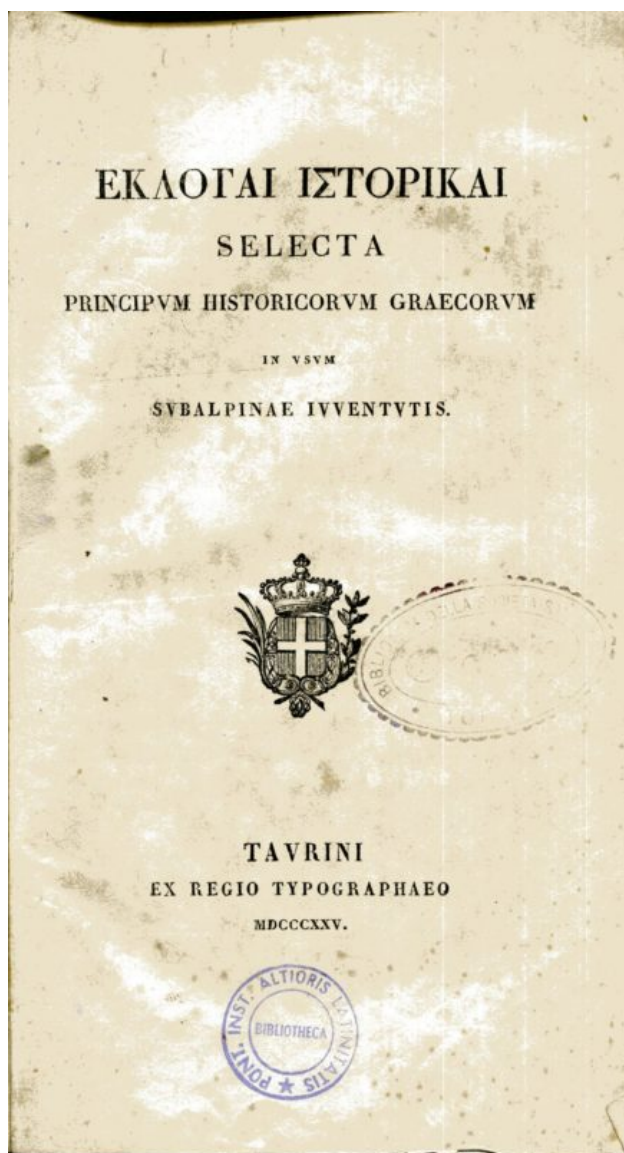 ΕΚΛΟΓΑΙ ΙΣΤΟΡΙΚΑΙ
SELECTA
PRINCIPVM HISTORICORVM GRAECORVM
IN VSVM
SVBALPINAE IVVENTVTIS.
TAVRINI
EX REGIO TYPOGRAPHAEO
MDCCCXXV.
PONT. INST. ALTIORIS LATINITATIS
BIBLIOTHECA